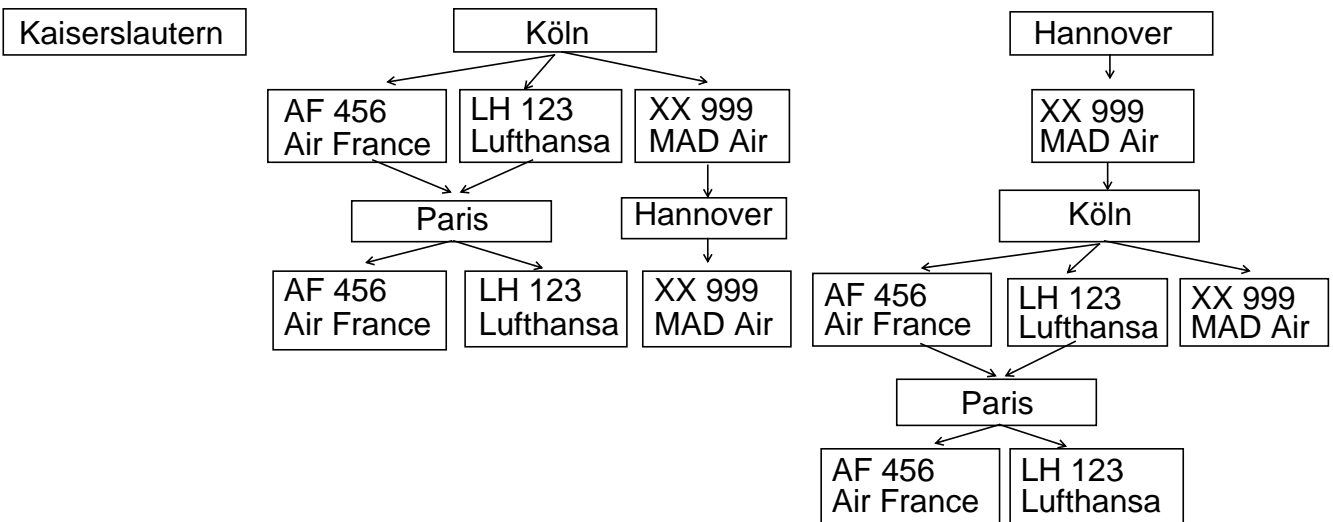 Kaiserslautern
Köln
Hannover
AF 456
Air France
LH 123
Lufthansa
XX 999
MAD Air
XX 999
MAD Air
Paris
Hannover
Köln
AF 456
Air France
LH 123
Lufthansa
XX 999
MAD Air
AF 456
Air France
LH 123
Lufthansa
XX 999
MAD Air
Paris
AF 456
Air France
LH 123
Lufthansa